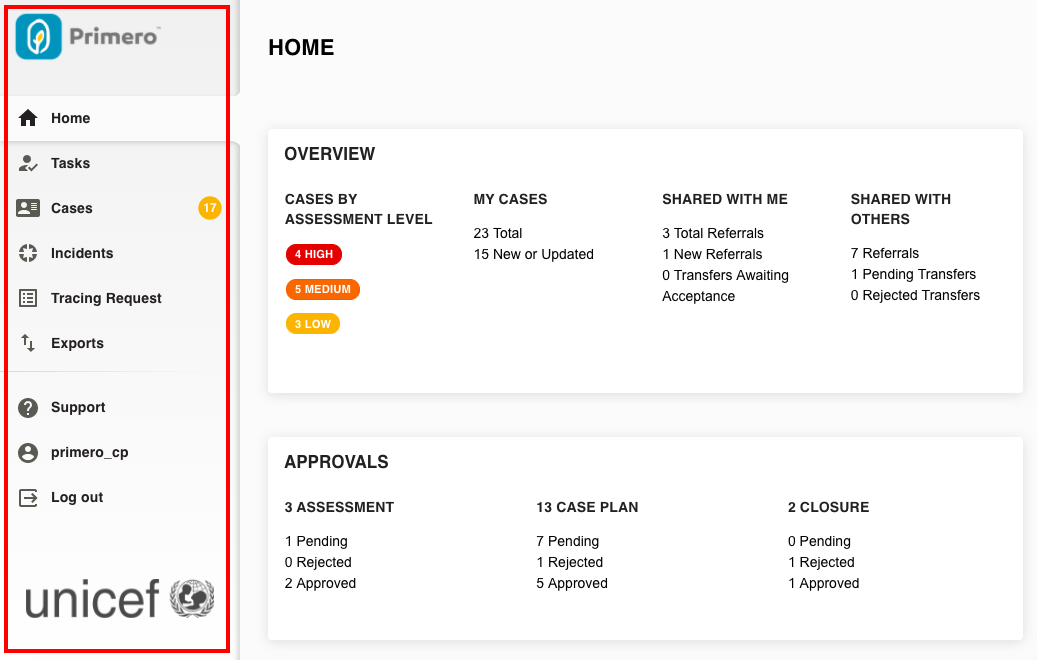 Primero™
Home
Tasks
Cases 17
Incidents
Tracing Request
Exports
Support
primero_cp
Log out
unicef
HOME
OVERVIEW
CASES BY
ASSESSMENT LEVEL
4 HIGH
5 MEDIUM
3 LOW
MY CASES
23 Total
15 New or Updated
SHARED WITH ME
3 Total Referrals
1 New Referrals
0 Transfers Awaiting
Acceptance
SHARED WITH
OTHERS
7 Referrals
1 Pending Transfers
0 Rejected Transfers
APPROVALS
3 ASSESSMENT
1 Pending
0 Rejected
2 Approved
13 CASE PLAN
7 Pending
1 Rejected
5 Approved
2 CLOSURE
0 Pending
1 Rejected
1 Approved